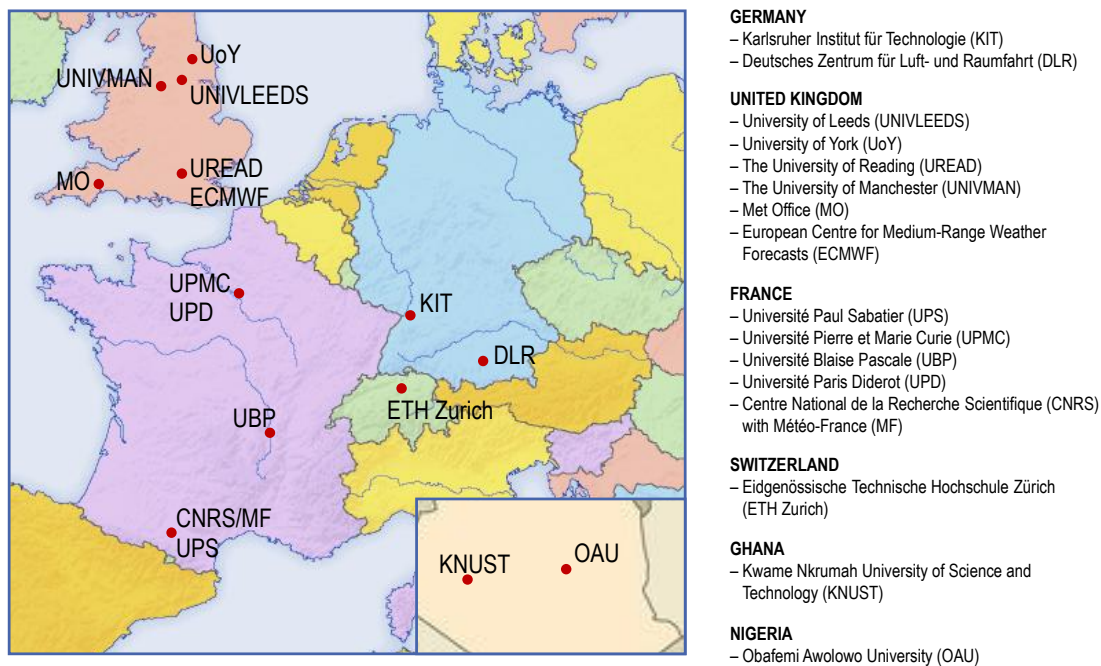 UoY
UNIVMAN
UNIVLEEDS
MO
UREAD
ECMWF
UPMC
UPD
KIT
DLR
ETH Zurich
UBP
CNRS/MF
UPS
KNUST
OAU
GERMANY
– Karlsruher Institut für Technologie (KIT)
– Deutsches Zentrum für Luft- und Raumfahrt (DLR)
UNITED KINGDOM
– University of Leeds (UNIVLEEDS)
– University of York (UoY)
– The University of Reading (UREAD)
– The University of Manchester (UNIVMAN)
– Met Office (MO)
– European Centre for Medium-Range Weather
Forecasts (ECMWF)
FRANCE
– Université Paul Sabatier (UPS)
– Université Pierre et Marie Curie (UPMC)
– Université Blaise Pascale (UBP)
– Université Paris Diderot (UPD)
– Centre National de la Recherche Scientifique (CNRS)
with Météo-France (MF)
SWITZERLAND
– Eidgenössische Technische Hochschule Zürich
(ETH Zurich)
GHANA
– Kwame Nkrumah University of Science and
Technology (KNUST)
NIGERIA
– Obafemi Awolowo University (OAU)